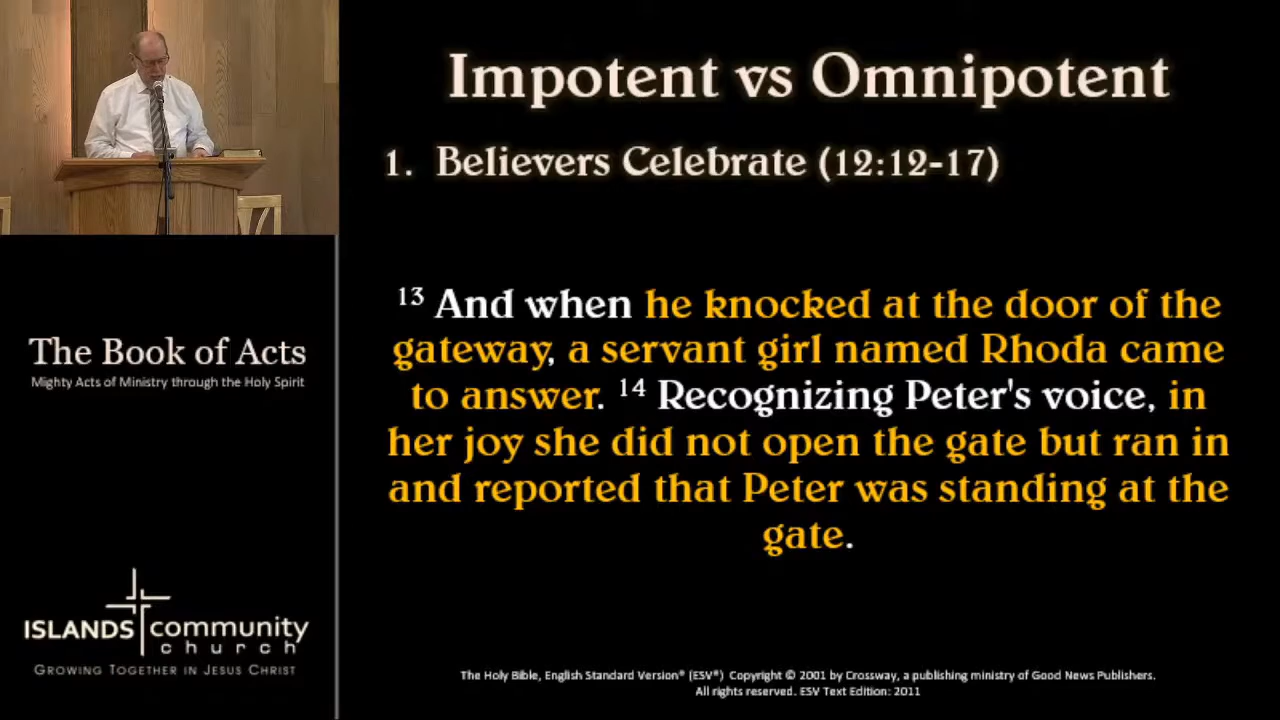 Impotent vs Omnipotent
1. Believers Celebrate (12:12-17)
13 And when he knocked at the door of the
gateway, a servant girl named Rhoda came
to answer. 14 Recognizing Peter's voice, in
her joy she did not open the gate but ran in
and reported that Peter was standing at the
gate.
The Book of Acts
Mighty Acts of Ministry through the Holy Spirit
ISLANDS community
church
GROWING TOGETHER IN JESUS CHRIST
The Holy Bible, English Standard Version® (ESV®) Copyright © 2001 by Crossway, a publishing ministry of Good News Publishers.
All rights reserved. ESV Text Edition: 2011